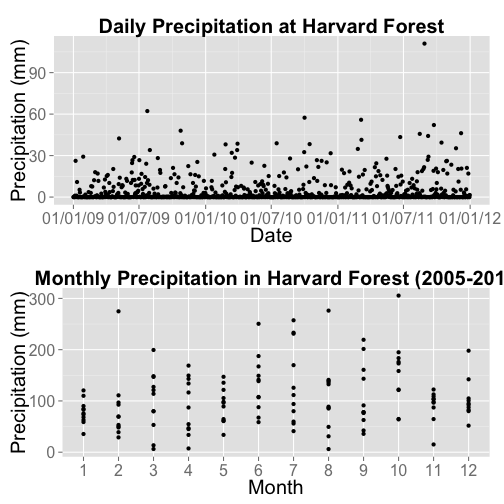 Daily Precipitation at Harvard Forest
Precipitation (mm)
90
60
30
0
01/01/09 01/07/09 01/01/10 01/07/10 01/01/11 01/07/11 01/01/12
Date
Monthly Precipitation in Harvard Forest (2005-201
Precipitation (mm)
300
200
100
0
1 2 3 4 5 6 7 8 9 10 11 12
Month